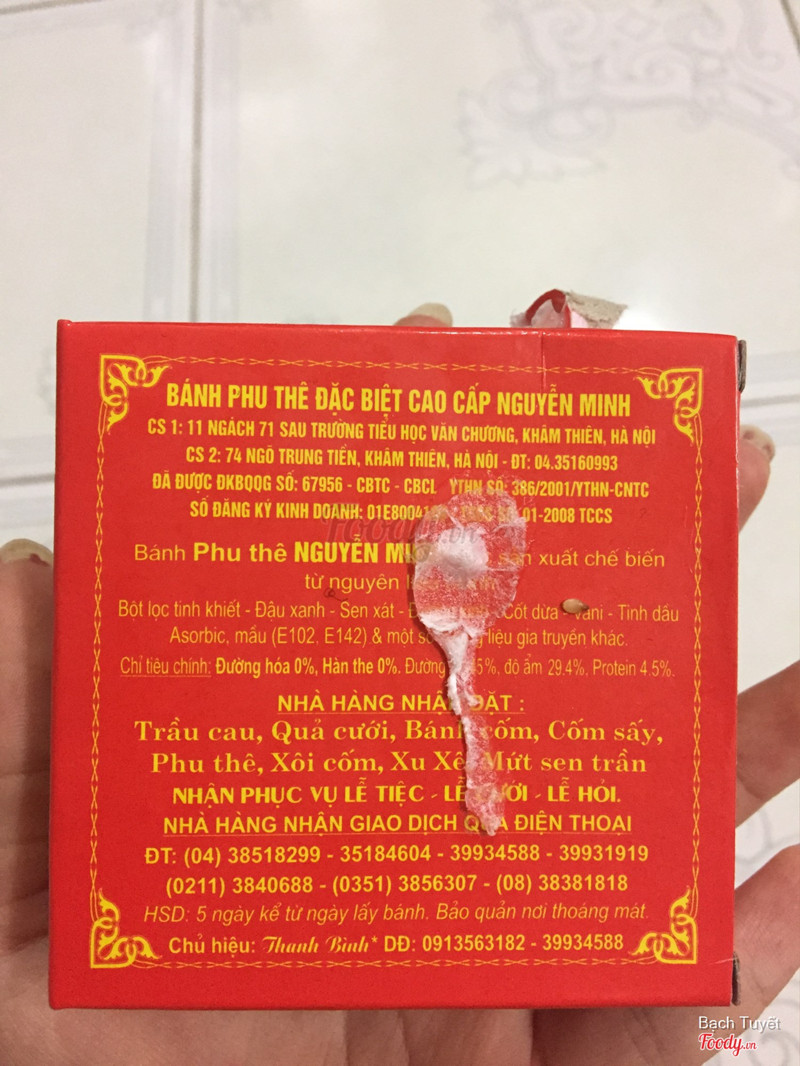 BÁNH PHU THÊ ĐẶC BIỆT CAO CẤP NGUYỄN MINH
CS 1: 11 NGÁCH 71 SAU TRƯỜNG TIỂU HỌC VĂN CHƯƠNG, KHÂM THIÊN, HÀ NỘI
CS 2: 74 NGÕ TRUNG TIỀN, KHÂM THIÊN, HÀ NỘI - ĐT: 04.35160993
ĐÃ ĐƯỢC ĐKBQQG SỐ: 67956 - CBTC - CBCL YTHN SỐ: 386/2001/YTHN-CNTC
SỐ ĐĂNG KÝ KINH DOANH: 01-2008 TCCS
Foody.vn
Bánh Phu thê NGUYỄN xuất chế biến
từ nguyên
Bột lọc tinh khiết - Đậu xanh - Sen xát - Cốt dừa - Vani - Tinh dầu
Asorbic, mầu (E102, E142) & một liệu gia truyền khác.
Chỉ tiêu chính: Đường hóa 0%, Hàn the 0%. Đường độ ẩm 29.4%, Protein 4.5%.
NHÀ HÀNG NHẬN ĐẶT :
Trầu cau, Quả cưới, Bánh cốm, Cốm sấy,
Phu thê, Xôi cốm, Xu Xê, Mứt sen trần
NHẬN PHỤC VỤ LỄ TIỆC - LỄ CƯỚI - LỄ HỎI.
NHÀ HÀNG NHẬN GIAO DỊCH QUA ĐIỆN THOẠI
ĐT: (04) 38518299 - 35184604 - 39934588 - 39931919
(0211) 3840688 - (0351) 3856307 - (08) 38381818
HSD: 5 ngày kể từ ngày lấy bánh. Bảo quản nơi thoáng mát.
Chủ hiệu: Thanh Bình* DĐ: 0913563182 - 39934588
Bạch Tuyết
Foody.vn